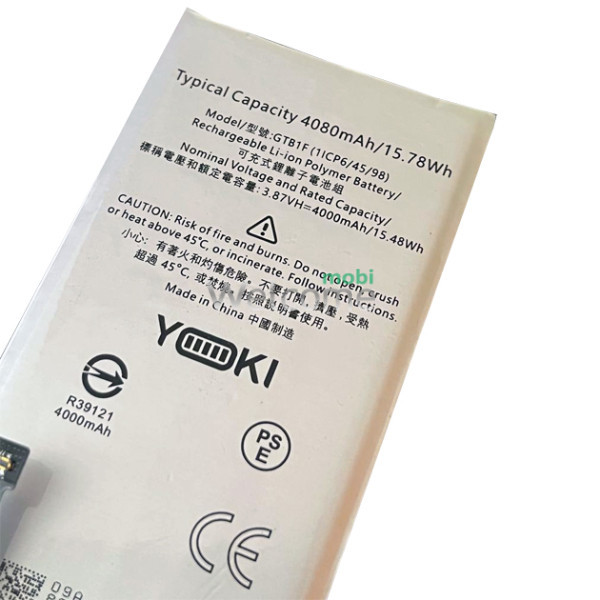 Typical Capacity 4080mAh/15.78Wh
Model/型號:GTB1F (1ICP6/45/98)
Rechargeable Li-ion Polymer Battery/
可充式鋰離子電池組
Nominal Voltage and Rated Capacity/
標稱電壓和額定電容量: 3.87VH=4000mAh/15.48Wh
CAUTION: Risk of fire and burns. Do not open, crush
or heat above 45°C, or incinerate. Follow instructions.
小心: 有著火和灼傷危險, 不要打開, 擠壓, 受熱
超過 45°C, 或焚燒, 按照説明書使用。
Made in China 中國制造
mobi
Welcome
YOOKI
R39121
4000mAh
PS
E
CE
09A